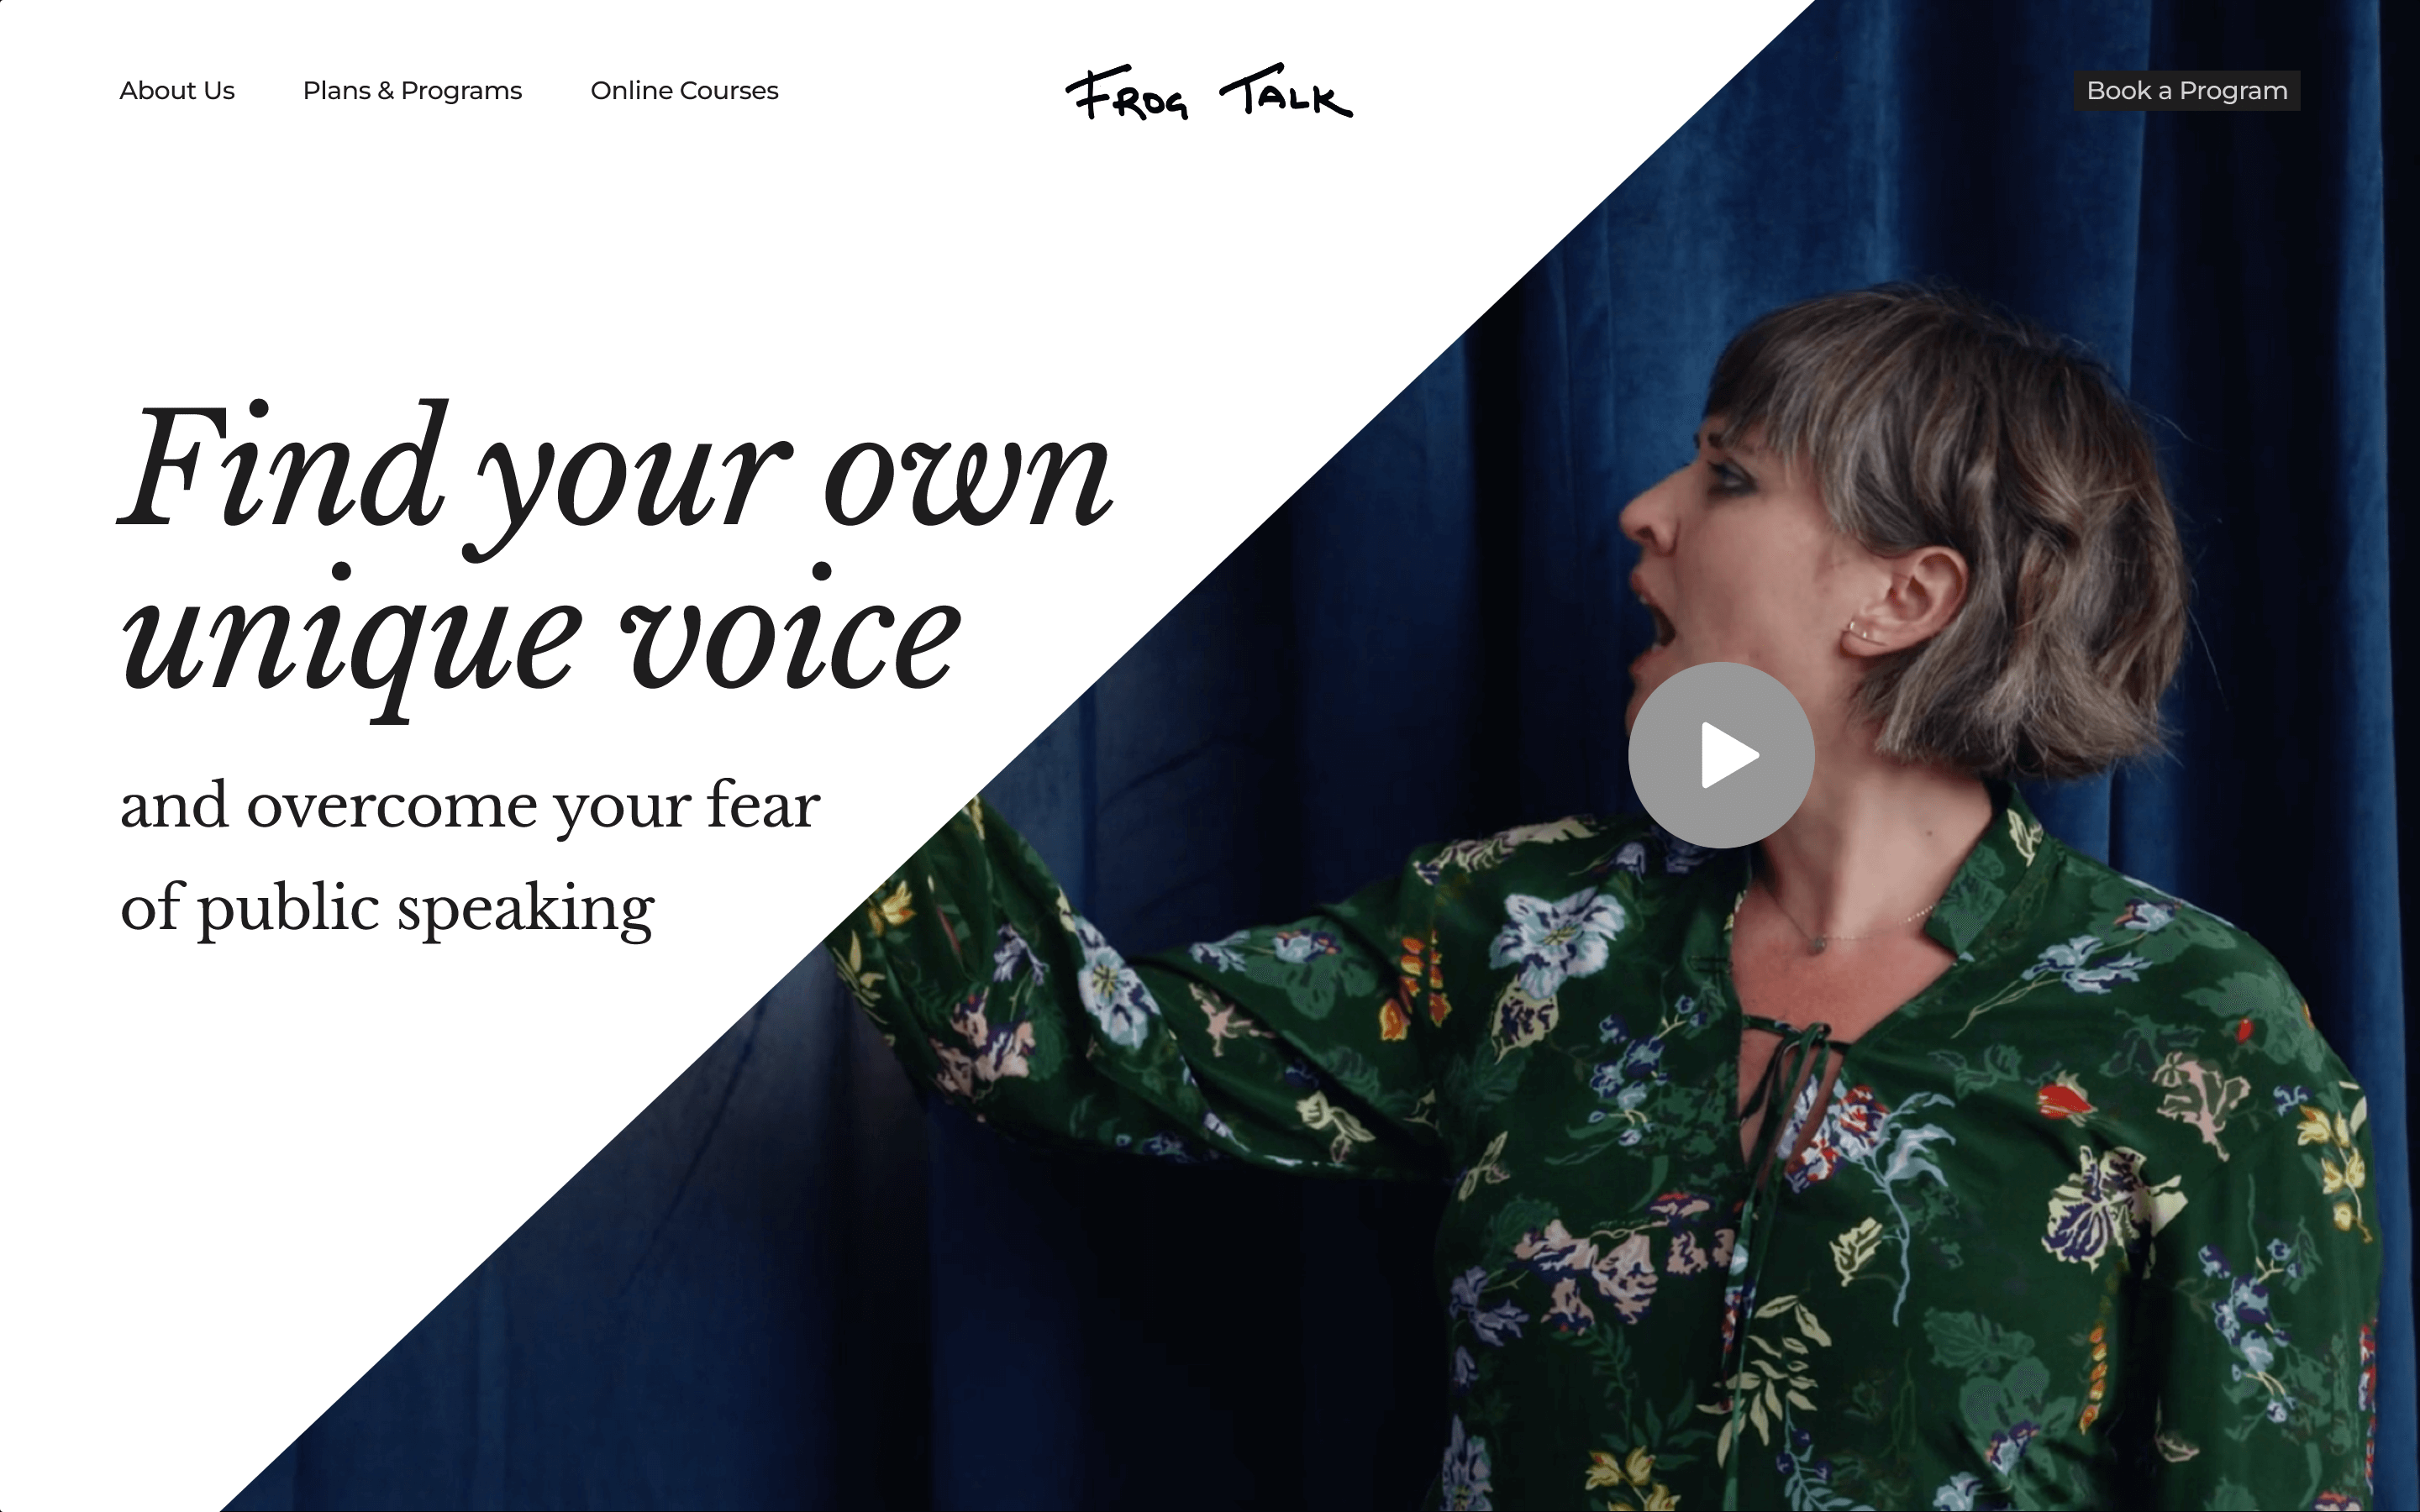 About Us
Plans & Programs
Online Courses
Frog Talk
Book a Program
Find your own
unique voice
and overcome your fear
of public speaking